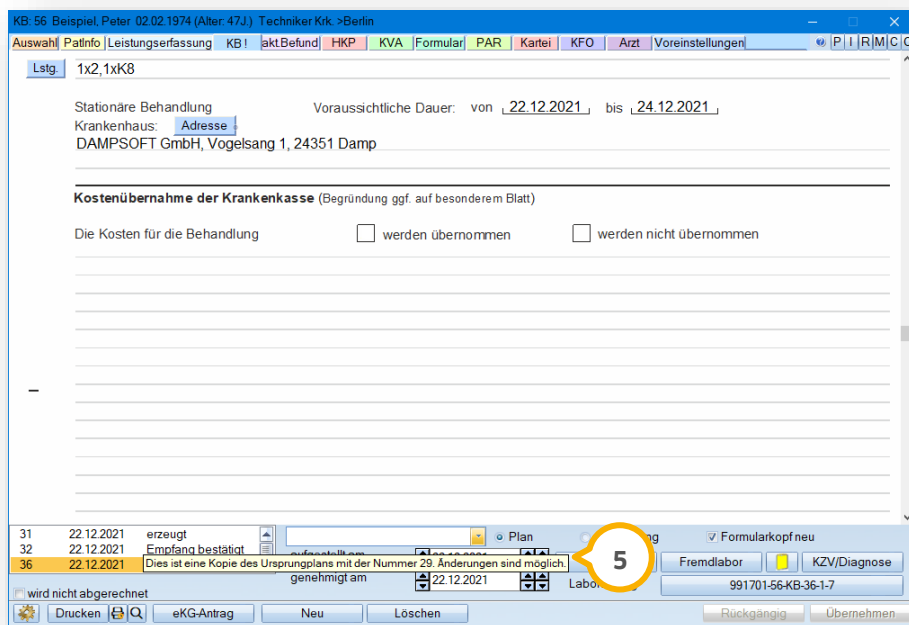 KB: 56 Beispiel, Peter 02.02.1974 (Alter: 47J.) Techniker Krk. >Berlin
Auswahl PatInfo Leistungserfassung KB! akt.Befund HKP KVA Formular PAR Kartei KFO Arzt Voreinstellungen P I R M C
Lstg. 1x2,1xK8
Stationäre Behandlung Voraussichtliche Dauer: von 22.12.2021 bis 24.12.2021
Krankenhaus: Adresse
DAMPSOFT GmbH, Vogelsang 1, 24351 Damp
Kostenübernahme der Krankenkasse (Begründung ggf. auf besonderem Blatt)
Die Kosten für die Behandlung werden übernommen werden nicht übernommen
31 22.12.2021 erzeugt Plan Formularkopf neu
32 22.12.2021 Empfang bestätigt Fremdlabor KZV/Diagnose
36 22.12.2021 Dies ist eine Kopie des Ursprungplans mit der Nummer 29. Änderungen sind möglich. 5
genehmigt am 22.12.2021 991701-56-KB-36-1-7
wird nicht abgerechnet
Drucken eKG-Antrag Neu Löschen Rückgängig Übernehmen